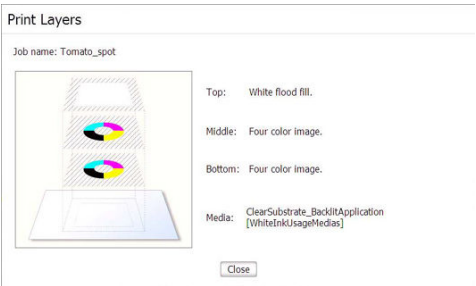 Print Layers
Job name: Tomato_spot
Top: White flood fill.
Middle: Four color image.
Bottom: Four color image.
Media: ClearSubstrate_BacklitApplication
[WhiteInkUsageMedias]
Close